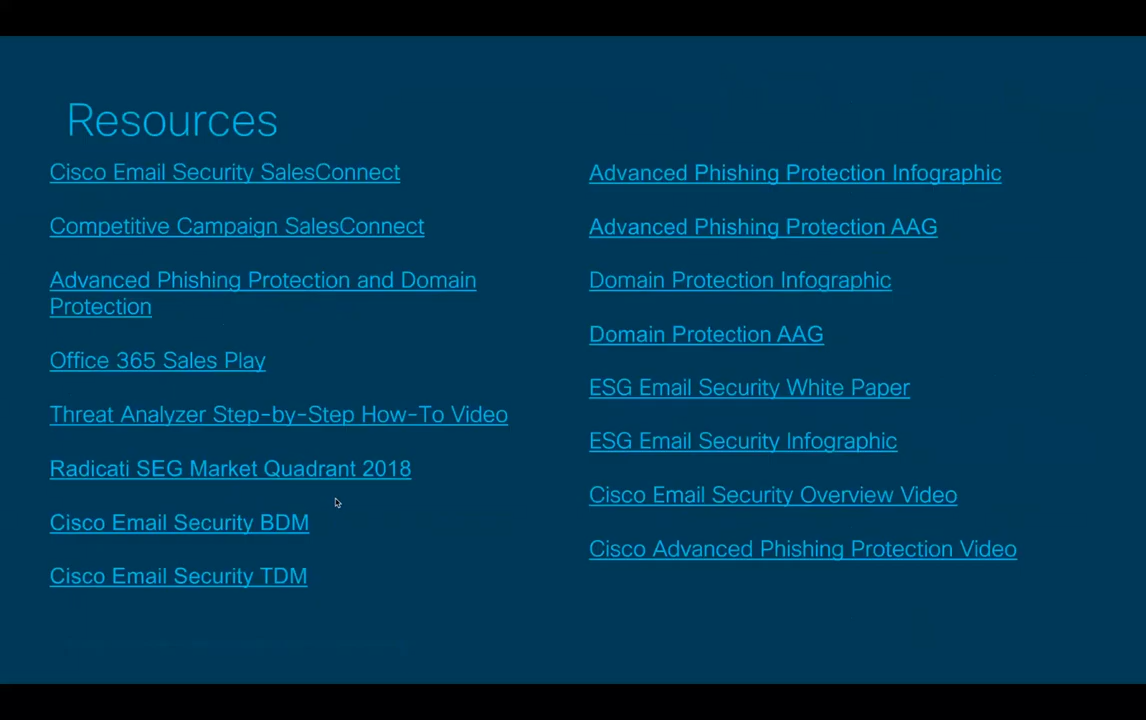 Resources
Cisco Email Security SalesConnect
Competitive Campaign SalesConnect
Advanced Phishing Protection and Domain
Protection
Office 365 Sales Play
Threat Analyzer Step-by-Step How-To Video
Radicati SEG Market Quadrant 2018
Cisco Email Security BDM
Cisco Email Security TDM
Advanced Phishing Protection Infographic
Advanced Phishing Protection AAG
Domain Protection Infographic
Domain Protection AAG
ESG Email Security White Paper
ESG Email Security Infographic
Cisco Email Security Overview Video
Cisco Advanced Phishing Protection Video